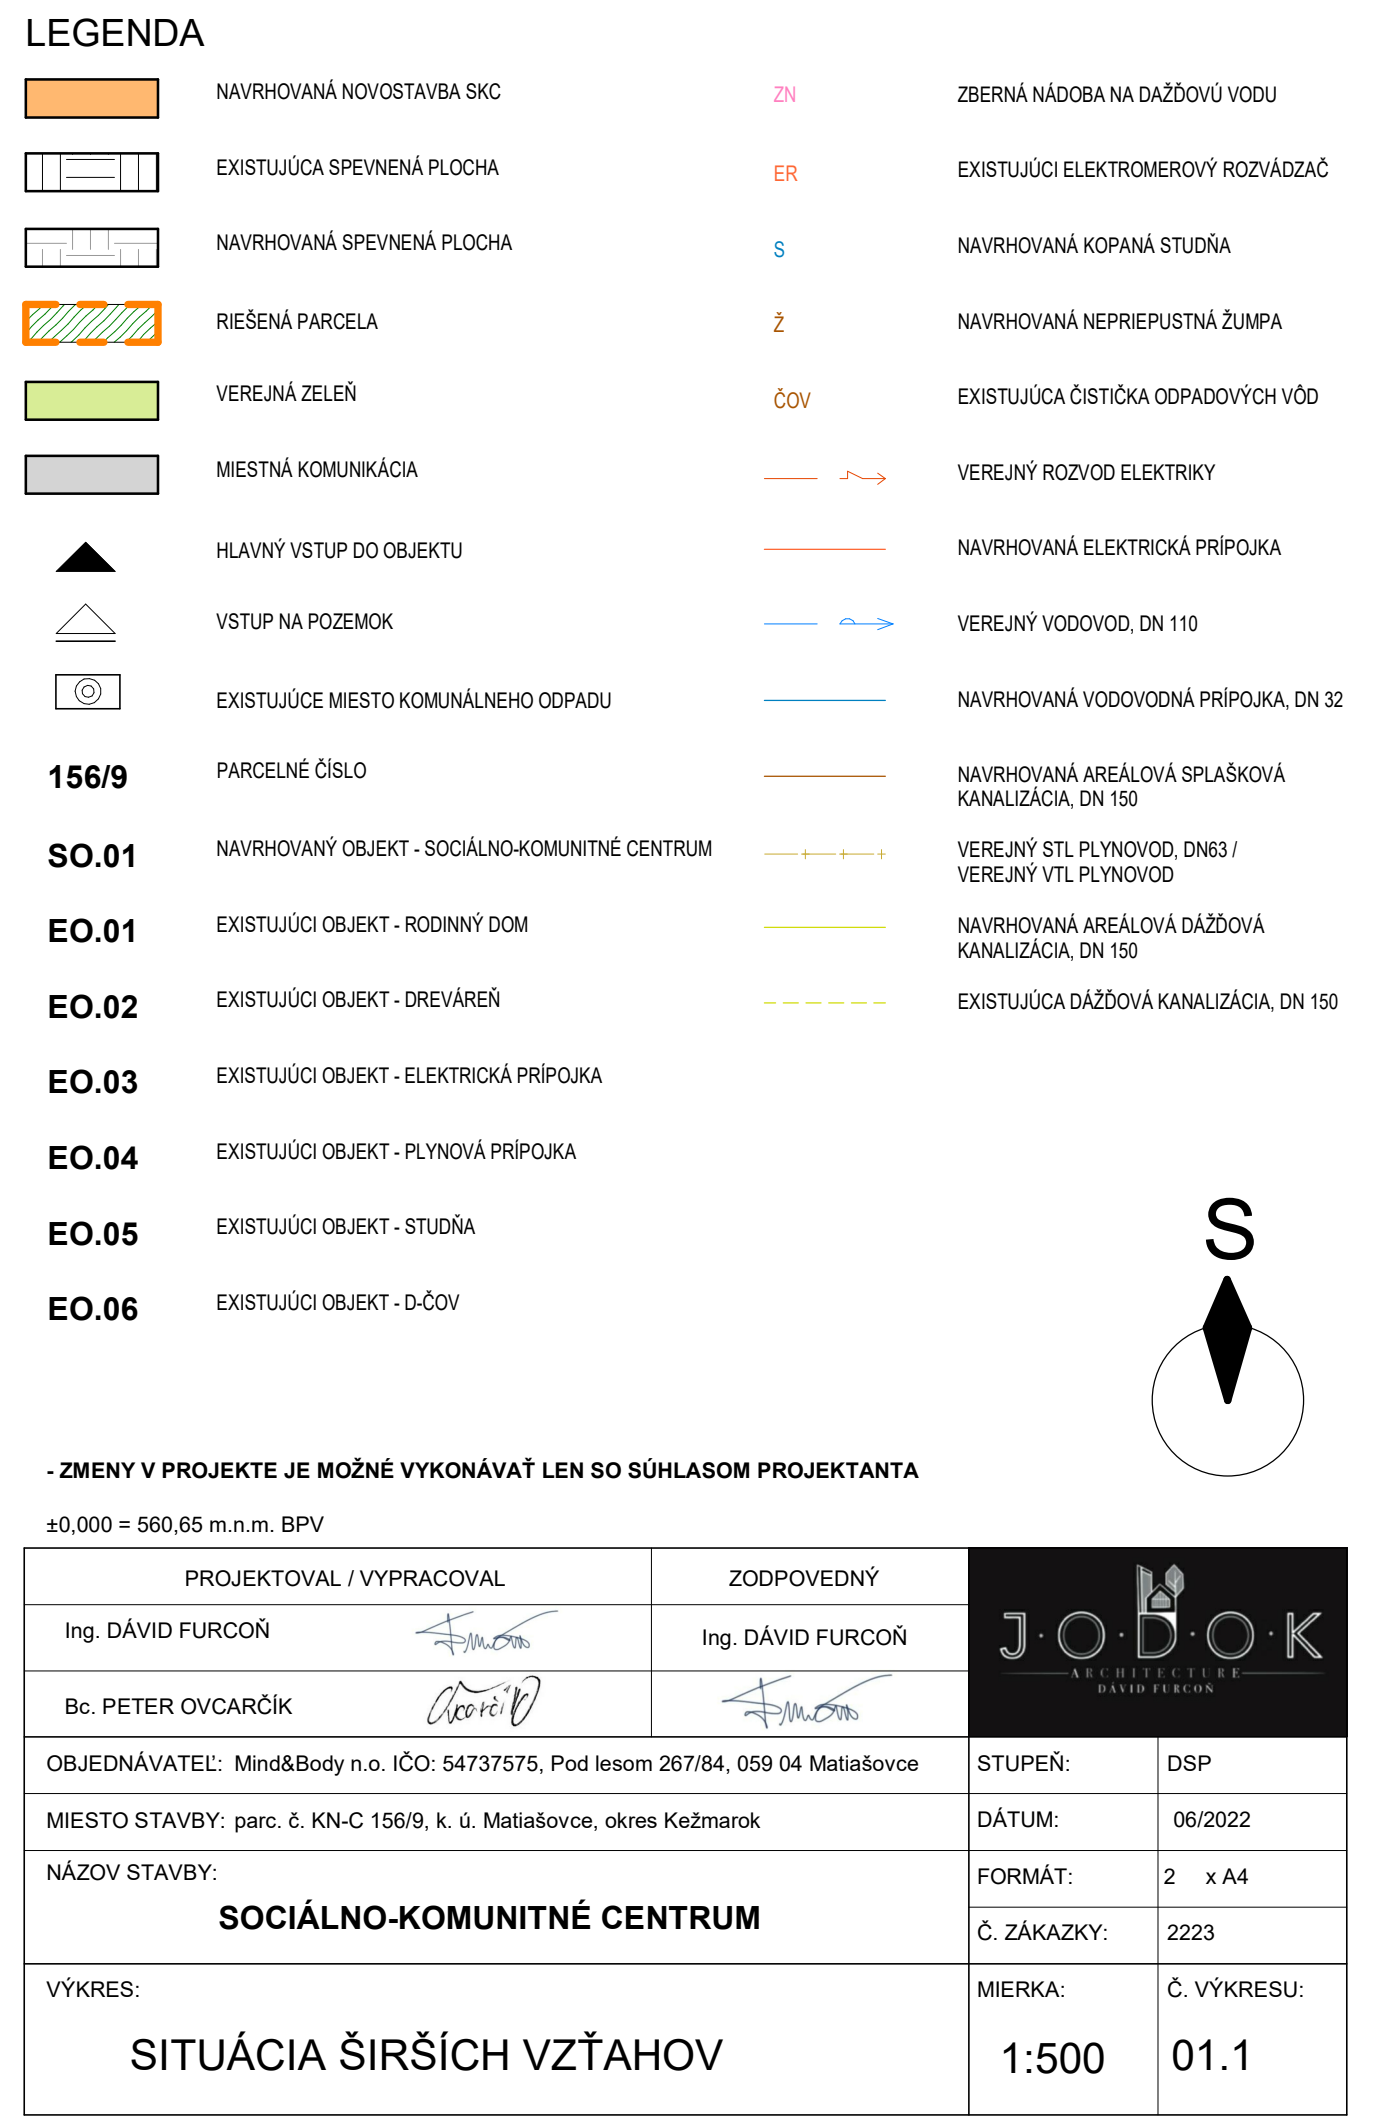 LEGENDA
NAVRHOVANÁ NOVOSTAVBA SKC
EXISTUJÚCA SPEVNENÁ PLOCHA
NAVRHOVANÁ SPEVNENÁ PLOCHA
RIEŠENÁ PARCELA
VEREJNÁ ZELEŇ
MIESTNÁ KOMUNIKÁCIA
HLAVNÝ VSTUP DO OBJEKTU
VSTUP NA POZEMOK
EXISTUJÚCE MIESTO KOMUNÁLNEHO ODPADU
156/9 PARCELNÉ ČÍSLO
SO.01 NAVRHOVANÝ OBJEKT - SOCIÁLNO-KOMUNITNÉ CENTRUM
EO.01 EXISTUJÚCI OBJEKT - RODINNÝ DOM
EO.02 EXISTUJÚCI OBJEKT - DREVÁREŇ
EO.03 EXISTUJÚCI OBJEKT - ELEKTRICKÁ PRÍPOJKA
EO.04 EXISTUJÚCI OBJEKT - PLYNOVÁ PRÍPOJKA
EO.05 EXISTUJÚCI OBJEKT - STUDŇA
EO.06 EXISTUJÚCI OBJEKT - D-ČOV
ZN ZBERNÁ NÁDOBA NA DAŽĎOVÚ VODU
ER EXISTUJÚCI ELEKTROMEROVÝ ROZVÁDZAČ
S NAVRHOVANÁ KOPANÁ STUDŇA
Ž NAVRHOVANÁ NEPRIEPUSTNÁ ŽUMPA
ČOV EXISTUJÚCA ČISTIČKA ODPADOVÝCH VÔD
VEREJNÝ ROZVOD ELEKTRIKY
NAVRHOVANÁ ELEKTRICKÁ PRÍPOJKA
VEREJNÝ VODOVOD, DN 110
NAVRHOVANÁ VODOVODNÁ PRÍPOJKA, DN 32
NAVRHOVANÁ AREÁLOVÁ SPLAŠKOVÁ
KANALIZÁCIA, DN 150
VEREJNÝ STL PLYNOVOD, DN63 /
VEREJNÝ VTL PLYNOVOD
NAVRHOVANÁ AREÁLOVÁ DÁŽĎOVÁ
KANALIZÁCIA, DN 150
EXISTUJÚCA DÁŽĎOVÁ KANALIZÁCIA, DN 150
S
- ZMENY V PROJEKTE JE MOŽNÉ VYKONÁVAŤ LEN SO SÚHLASOM PROJEKTANTA
±0,000 = 560,65 m.n.m. BPV
PROJEKTOVAL / VYPRACOVAL
ZODPOVEDNÝ
Ing. DÁVID FURCOŇ
Ing. DÁVID FURCOŇ
Bc. PETER OVCARČÍK
J·O·D·O·K
ARCHITECTURE
DÁVID FURCOŇ
OBJEDNÁVATEĽ: Mind&Body n.o. IČO: 54737575, Pod lesom 267/84, 059 04 Matiašovce
STUPEŇ: DSP
MIESTO STAVBY: parc. č. KN-C 156/9, k. ú. Matiašovce, okres Kežmarok
DÁTUM: 06/2022
NÁZOV STAVBY:
SOCIÁLNO-KOMUNITNÉ CENTRUM
FORMÁT: 2 x A4
Č. ZÁKAZKY: 2223
VÝKRES:
SITUÁCIA ŠIRŠÍCH VZŤAHOV
MIERKA:
1:500
Č. VÝKRESU:
01.1